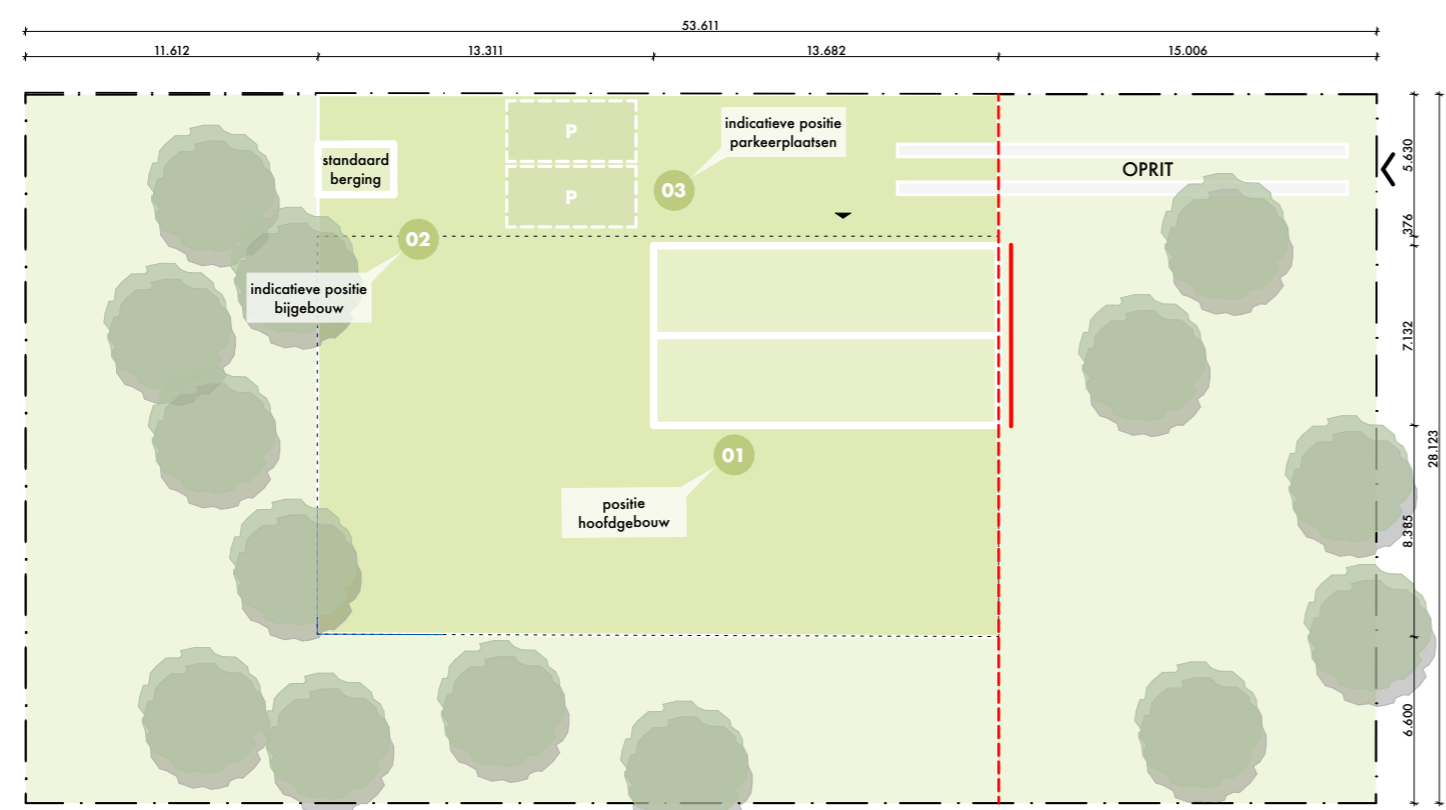 53.611
11.612
13.311
13.682
15.006
P
indicatieve positie
parkeerplaatsen
standaard
berging
P
03
OPRIT
5.630
02
376
indicatieve positie
bijgebouw
7.132
01
positie
hoofdgebouw
28.123
8.385
6.600